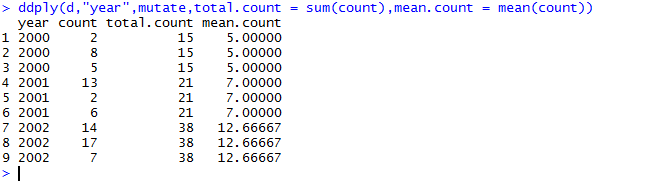 > ddply(d,"year",mutate,total.count = sum(count),mean.count = mean(count))
  year count total.count mean.count
1 2000     2          15    5.00000
2 2000     8          15    5.00000
3 2000     5          15    5.00000
4 2001    13          21    7.00000
5 2001     2          21    7.00000
6 2001     6          21    7.00000
7 2002    14          38   12.66667
8 2002    17          38   12.66667
9 2002     7          38   12.66667
>